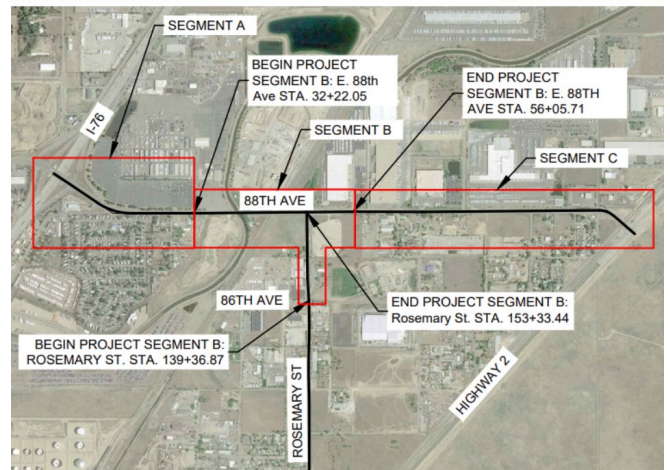 SEGMENT A
BEGIN PROJECT
SEGMENT B: E. 88th
Ave STA. 32+22.05
END PROJECT
SEGMENT B: E. 88TH
AVE STA. 56+05.71
I-76
SEGMENT B
SEGMENT C
88TH AVE
86TH AVE
END PROJECT SEGMENT B:
Rosemary St. STA. 153+33.44
BEGIN PROJECT SEGMENT B:
ROSEMARY ST. STA. 139+36.87
ROSEMARY ST
HIGHWAY 2